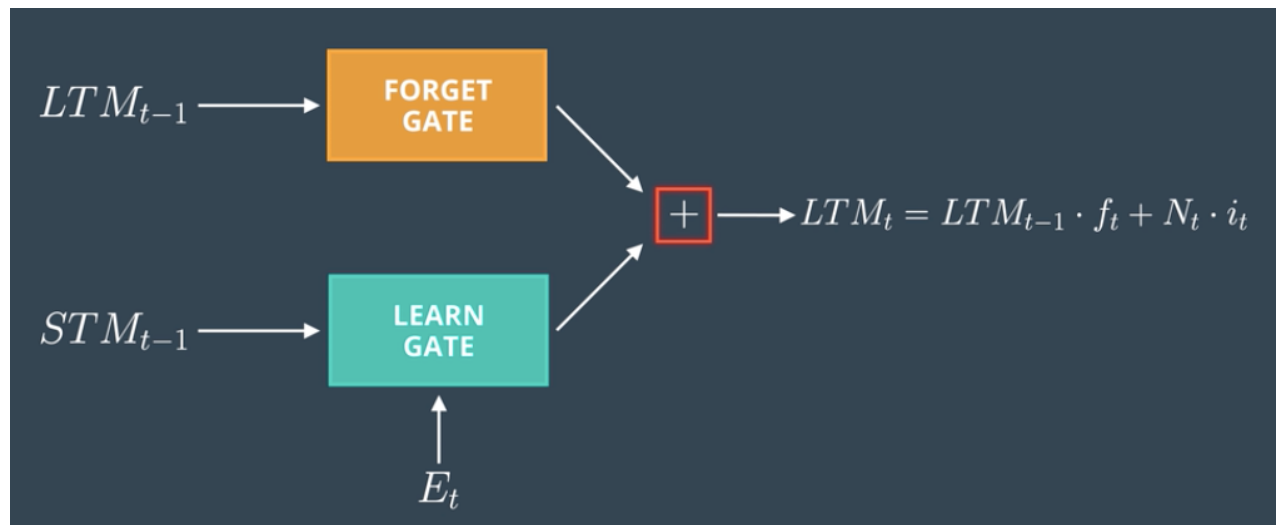 LTM_{t-1}
FORGET
GATE
+
LTM_t = LTM_{t-1} · f_t + N_t · i_t
STM_{t-1}
LEARN
GATE
E_t